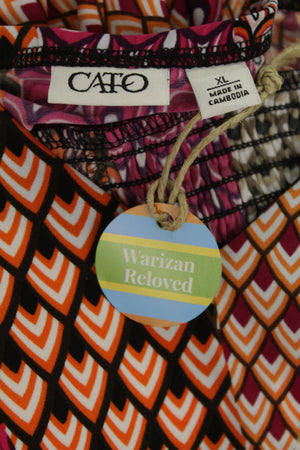 CATO
XL
MADE IN
CAMBODIA
Warizan
Reloved